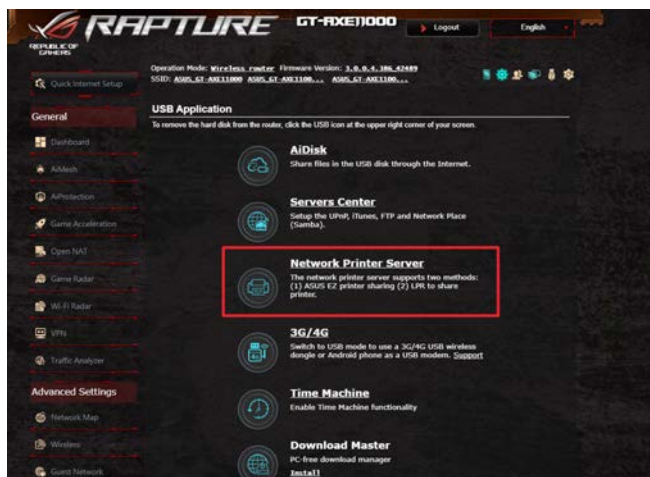 RAPTURE
GT-AXE11000
Logout
English
REPUBLIC OF
GAMERS
Operation Mode: Wireless router Firmware Version: 3.0.0.4.386_42489
SSID: ASUS_GT-AXE11000 ASUS_GT-AXE1100... ASUS_GT-AXE1100...
Quick Internet Setup
General
Dashboard
AiMesh
AiProtection
Game Acceleration
Open NAT
Game Radar
Wi-Fi Radar
VPN
Traffic Analyzer
Advanced Settings
Network Map
Wireless
Guest Network
USB Application
To remove the hard disk from the router, click the USB icon at the upper right corner of your screen.
AiDisk
Share files in the USB disk through the Internet.
Servers Center
Setup the UPnP, iTunes, FTP and Network Place
(Samba).
Network Printer Server
The network printer server supports two methods:
(1) ASUS EZ printer sharing (2) LPR to share
printer.
3G/4G
Switch to USB mode to use a 3G/4G USB wireless
dongle or Android phone as a USB modem. Support
Time Machine
Enable Time Machine functionality
Download Master
PC-free download manager
Install